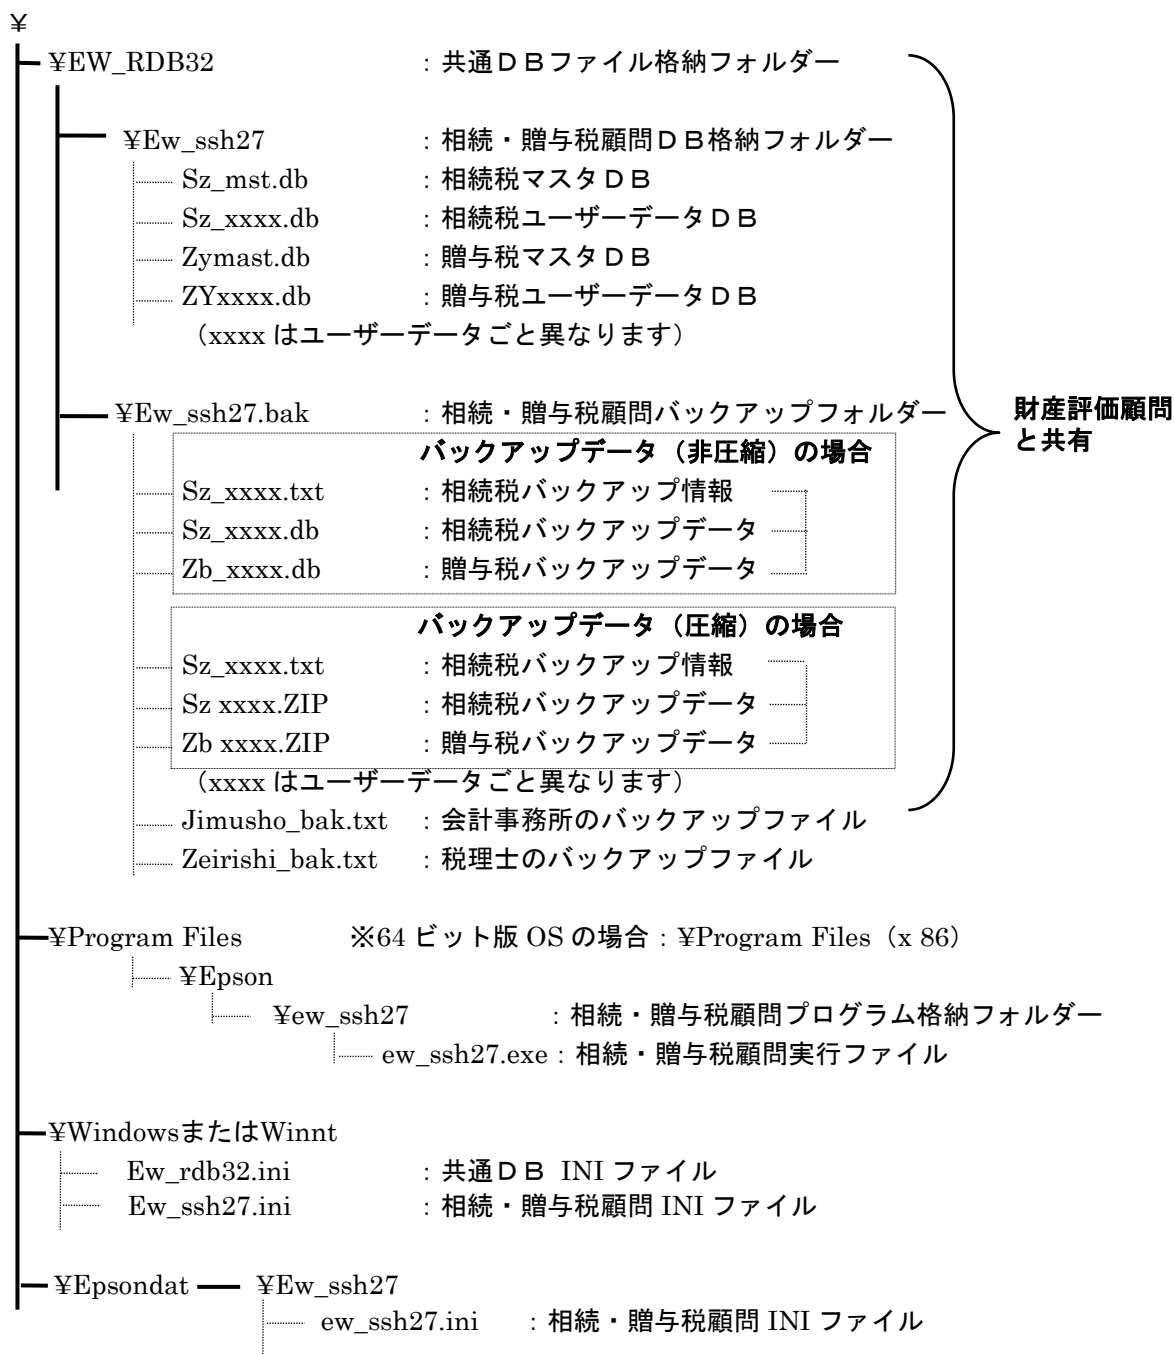 ¥
¥EW_RDB32 : 共通ＤＢファイル格納フォルダー
¥Ew_ssh27 : 相続・贈与税顧問ＤＢ格納フォルダー
Sz_mst.db : 相続税マスタＤＢ
Sz_xxxx.db : 相続税ユーザーデータＤＢ
Zymast.db : 贈与税マスタＤＢ
ZYxxxx.db : 贈与税ユーザーデータＤＢ
（xxxx はユーザーデータごと異なります）
¥Ew_ssh27.bak : 相続・贈与税顧問バックアップフォルダー
財産評価顧問
と共有
バックアップデータ（非圧縮）の場合
Sz_xxxx.txt : 相続税バックアップ情報
Sz_xxxx.db : 相続税バックアップデータ
Zb_xxxx.db : 贈与税バックアップデータ
バックアップデータ（圧縮）の場合
Sz_xxxx.txt : 相続税バックアップ情報
Sz xxxx.ZIP : 相続税バックアップデータ
Zb xxxx.ZIP : 贈与税バックアップデータ
（xxxx はユーザーデータごと異なります）
Jimusho_bak.txt : 会計事務所のバックアップファイル
Zeirishi_bak.txt : 税理士のバックアップファイル
¥Program Files ※64 ビット版 OS の場合：¥Program Files（x 86）
¥Epson
¥ew_ssh27 : 相続・贈与税顧問プログラム格納フォルダー
ew_ssh27.exe : 相続・贈与税顧問実行ファイル
¥WindowsまたはWinnt
Ew_rdb32.ini : 共通ＤＢ INI ファイル
Ew_ssh27.ini : 相続・贈与税顧問 INI ファイル
¥Epsondat ¥Ew_ssh27
ew_ssh27.ini : 相続・贈与税顧問 INI ファイル